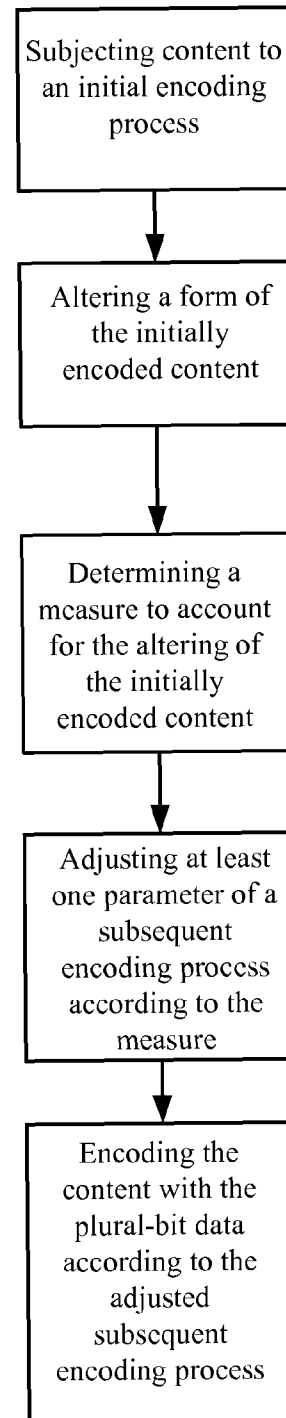 Subjecting content to
an initial encoding
process
Altering a form of
the initially
encoded content
Determining a
measure to account
for the altering of
the initially
encoded content
Adjusting at least
one parameter of a
subsequent
encoding process
according to the
measure
Encoding the
content with the
plural-bit data
according to the
adjusted
subsequent
encoding process